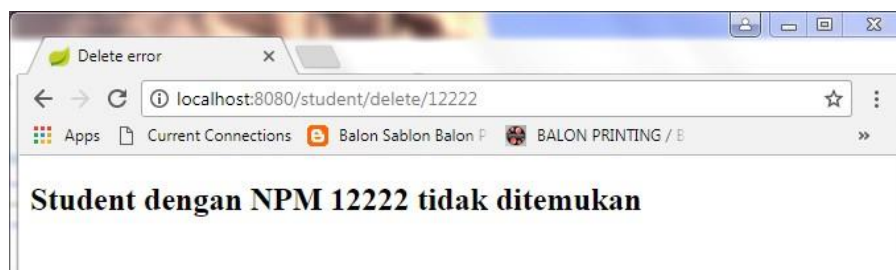 Delete error
localhost:8080/student/delete/12222
Apps Current Connections Balon Sablon Balon P BALON PRINTING / B
Student dengan NPM 12222 tidak ditemukan